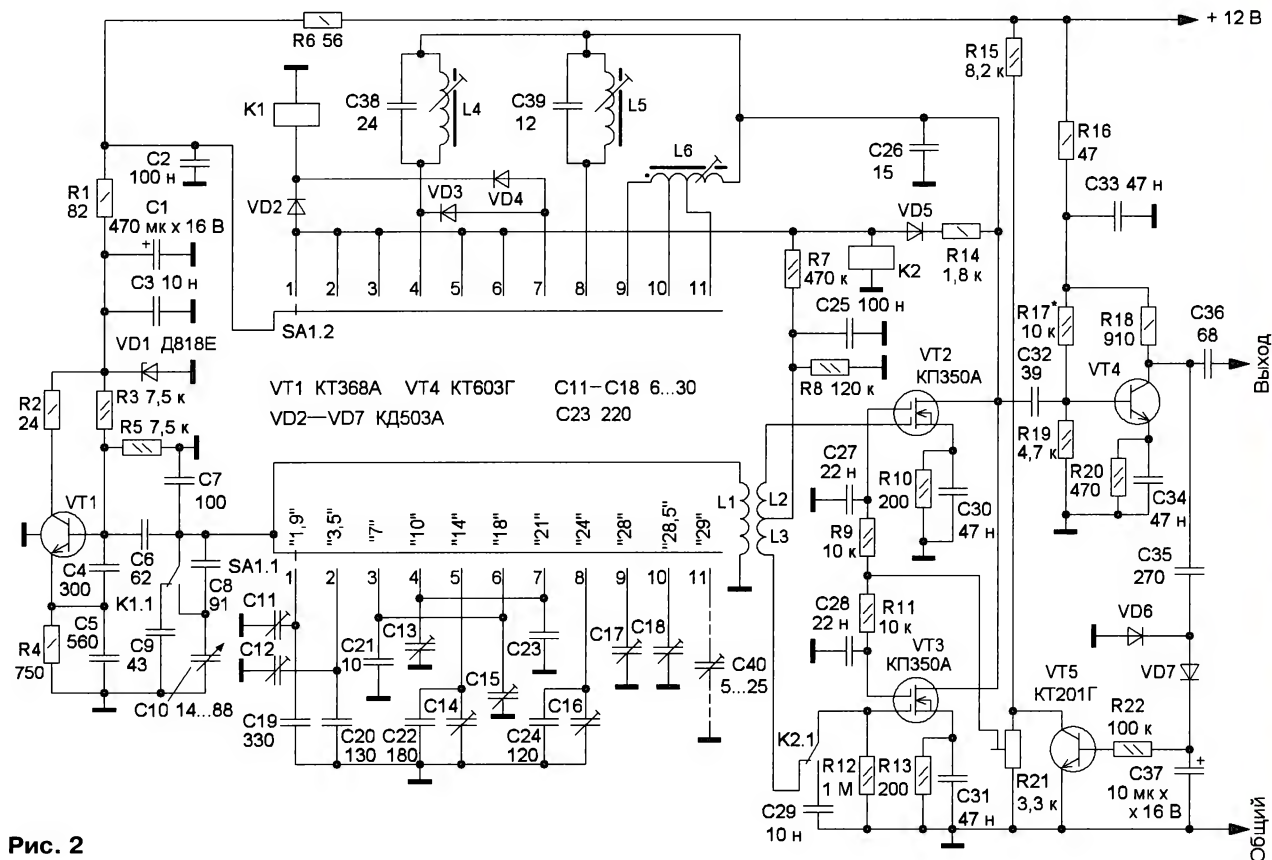 + 12 В
R6 56
R15
8,2 к
K1
C38
24
L4
C39
12
L5
R16
47
C2
100 н
L6
C26
15
C33 47 н
R1
82
VD2
VD3
VD4
VD5
C1
470 мк x 16 В
+
R7
470 к
K2
R14
1,8 к
C3 10 н
1
2
3
4
5
6
7
8
9
10
11
SA1.2
C25 100 н
R17*
10 к
R18
910
C36
68
VD1 Д818Е
VT2
КП350А
C32
39
VT4
Выход
R2
24
R3 7,5 к
VT1 КТ368А VT4 КТ603Г C11–C18 6...30
VD2—VD7 КД503А C23 220
R8 120 к
R5 7,5 к
C27
22 н
R10
200
R19
4,7 к
R20
470
C34
47 н
C7
100
VT1
L1
L2
L3
C30
47 н
"1,9"
"3,5"
"7"
"10"
"14"
"18"
"21"
"24"
"28"
"28,5"
"29"
R9
10 к
C6
62
SA1.1
C4
300
K1.1
C8
91
1
2
3
4
5
6
7
8
9
10
11
C35
270
C11
C28
22 н
R11
10 к
VD6
C5
560
C9
43
C12
C21
10
C13
C23
C17
C18
C40
5...25
VT3
КП350А
VD7
R4
750
VT5
КТ201Г
R22
100 к
C15
C10 14...88
C19
330
C20
130
C22
180
C14
C24
120
C16
K2.1
R12
1 М
R13
200
C31
47 н
R21
3,3 к
C37
10 мк x
x 16 В
+
C29
10 н
Общий
Рис. 2